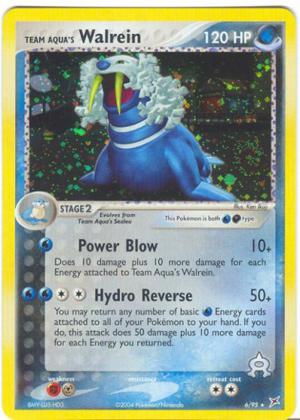 TEAM AQUA'S Walrein 120 HP
Illus. Ken Ikuji
STAGE 2
Evolves from
Team Aqua's Sealeo
This Pokémon is both type.
Power Blow 10+
Does 10 damage plus 10 more damage for each
Energy attached to Team Aqua's Walrein.
Hydro Reverse 50+
You may return any number of basic Energy cards
attached to all of your Pokémon to your hand. If you
do, this attack does 50 damage plus 10 more damage
for each Energy card you returned.
weakness resistance retreat cost
©2004 Pokémon/Nintendo
6/95